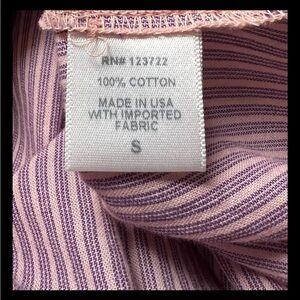 RN# 123722
100% COTTON
MADE IN USA
WITH IMPORTED
FABRIC
S